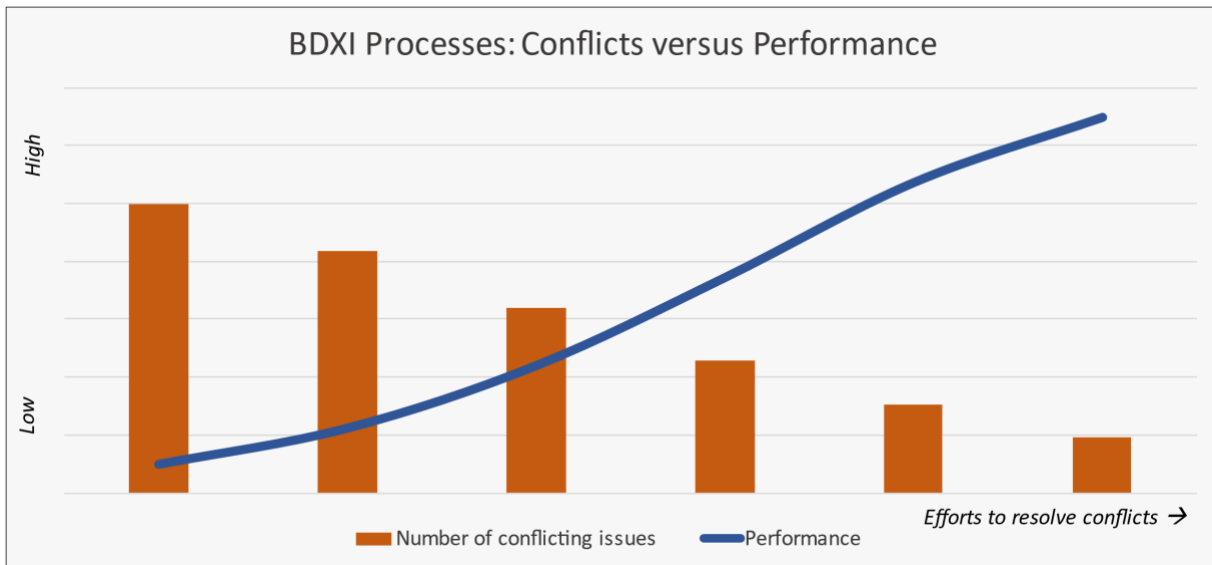 BDXI Processes: Conflicts versus Performance
High
Low
Efforts to resolve conflicts →
Number of conflicting issues
Performance